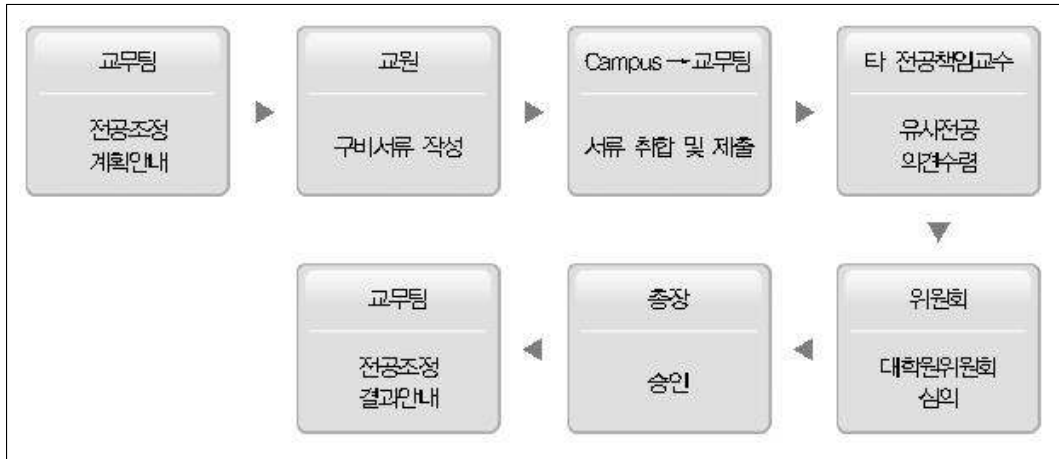 교무팀
전공조정
계획안내
교원
구비서류 작성
Campus → 교무팀
서류 취합 및 제출
타 전공책임교수
유사전공
의견수렴
위원회
대학원위원회
심의
총장
승인
교무팀
전공조정
결과안내